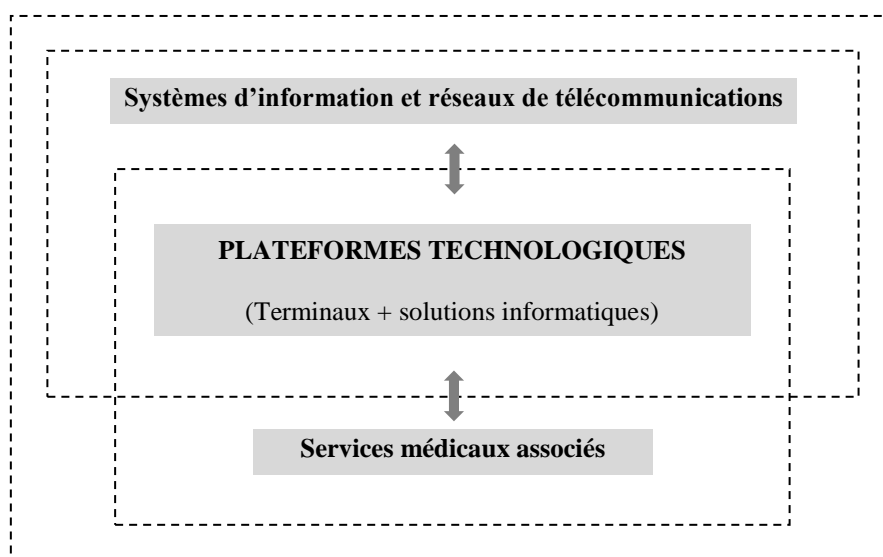 Systèmes d’information et réseaux de télécommunications
PLATEFORMES TECHNOLOGIQUES
(Terminaux + solutions informatiques)
Services médicaux associés